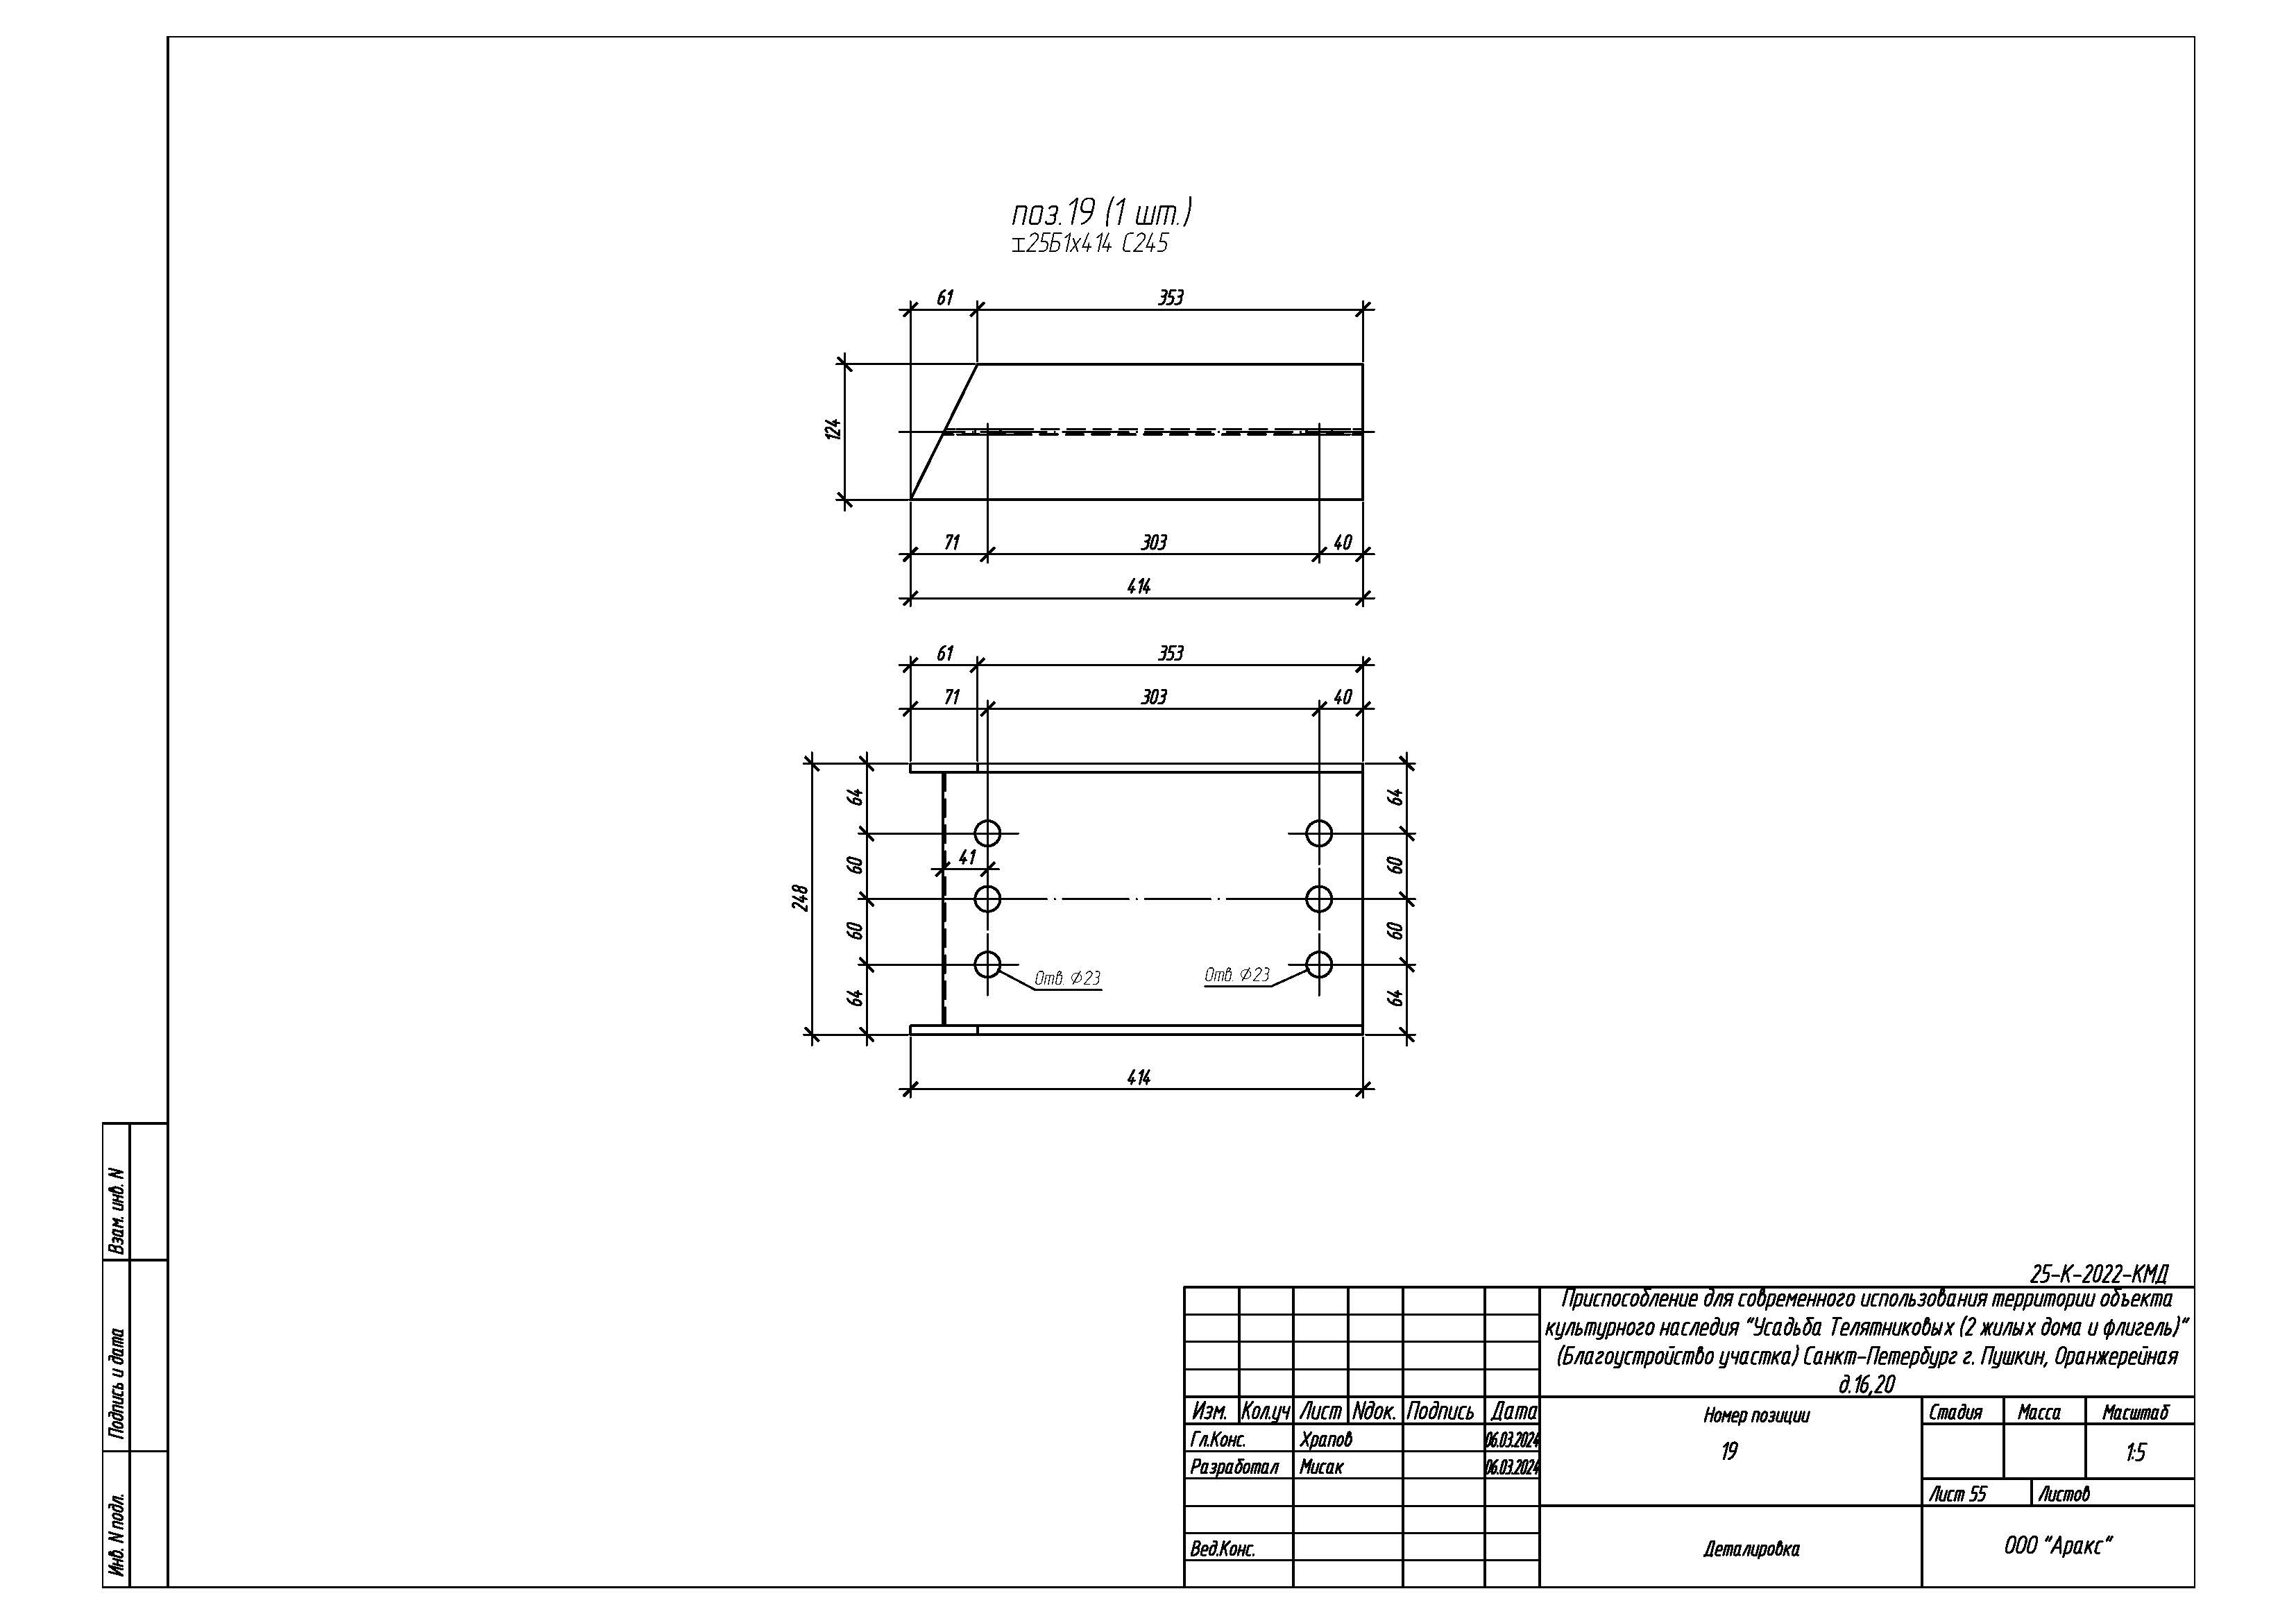 поз.19 (1 шт.)
⌶25Б1х414 С245
61 353
124
71 303 40
414
61 353
71 303 40
64 64
60 41 60
248
60 60
Отв. ⌀23 Отв. ⌀23
64 64
414
Взам. инв. N
Подпись и дата
Инв. N подл.
25-К-2022-КМД
Приспособление для современного использования территории объекта
культурного наследия "Усадьба Телятниковых (2 жилых дома и флигель)"
(Благоустройство участка) Санкт-Петербург г. Пушкин, Оранжерейная
д.16,20
Изм. Кол.уч Лист Nдок. Подпись Дата Номер позиции Стадия Масса Масштаб
Гл.Конс. Храпов 06.03.2024 19 1:5
Разработал Мисак 06.03.2024
Лист 55 Листов
Вед.Конс. Деталировка ООО "Аракс"